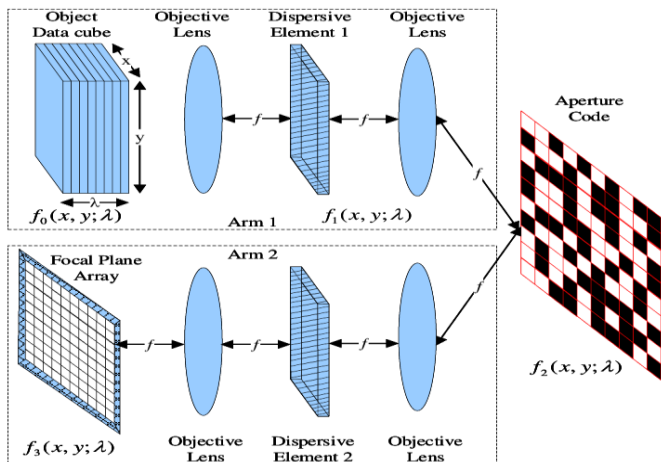 Object
Data cube
Objective
Lens
Dispersive
Element 1
Objective
Lens
x
y
λ
f
f
f
Aperture
Code
f₀(x, y; λ)
Arm 1
f₁(x, y; λ)
Arm 2
Focal Plane
Array
f
f
f
f
f₂(x, y; λ)
f₃(x, y; λ)
Objective
Lens
Dispersive
Element 2
Objective
Lens